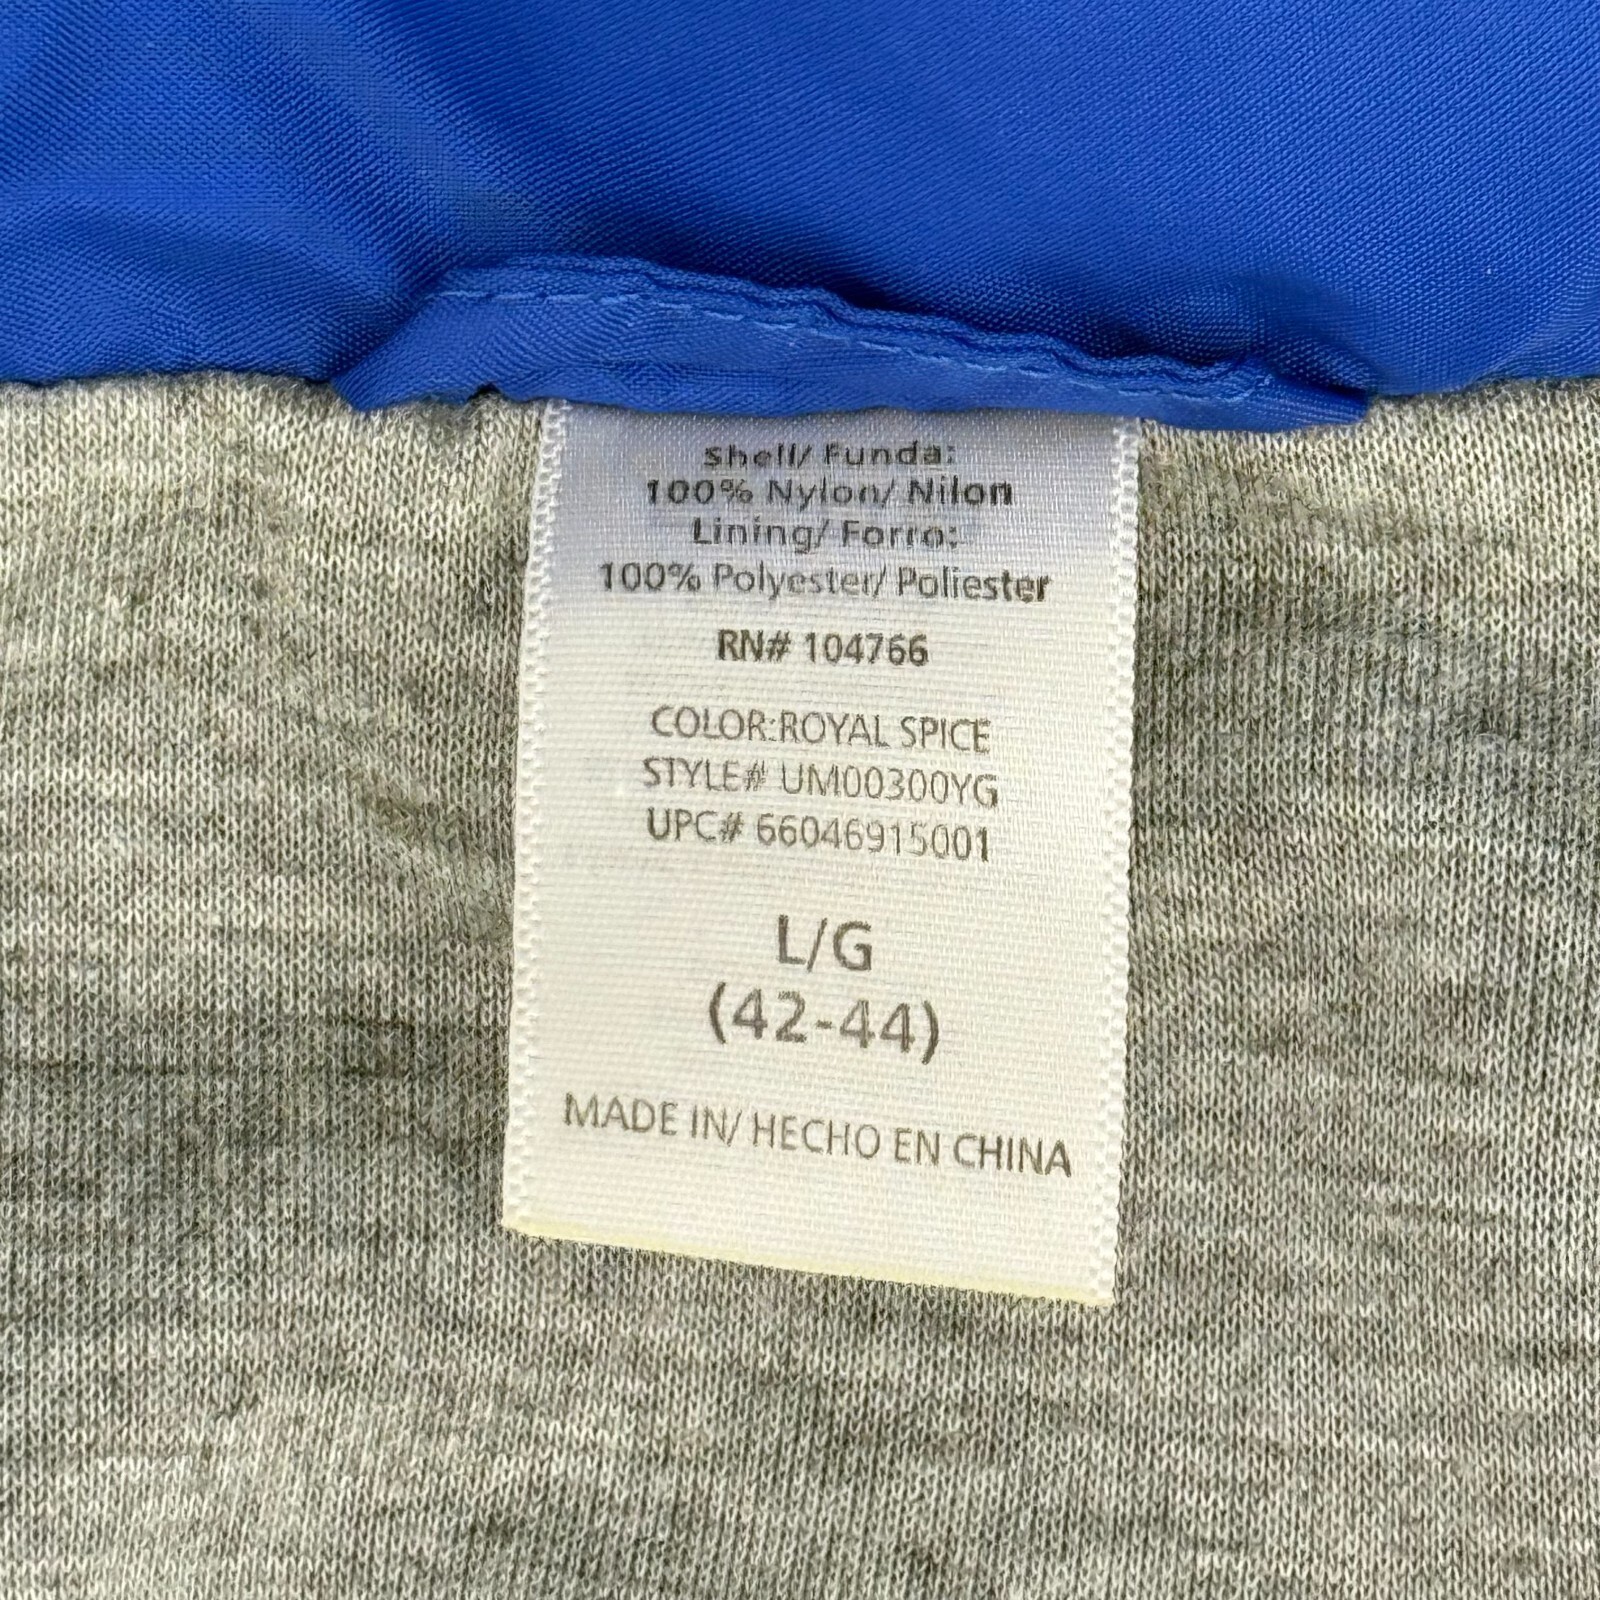 Shell/ Funda:
100% Nylon/ Nilon
Lining/ Forro:
100% Polyester/ Poliester
RN# 104766
COLOR:ROYAL SPICE
STYLE# UM00300YG
UPC# 66046915001
L/G
(42-44)
MADE IN/ HECHO EN CHINA